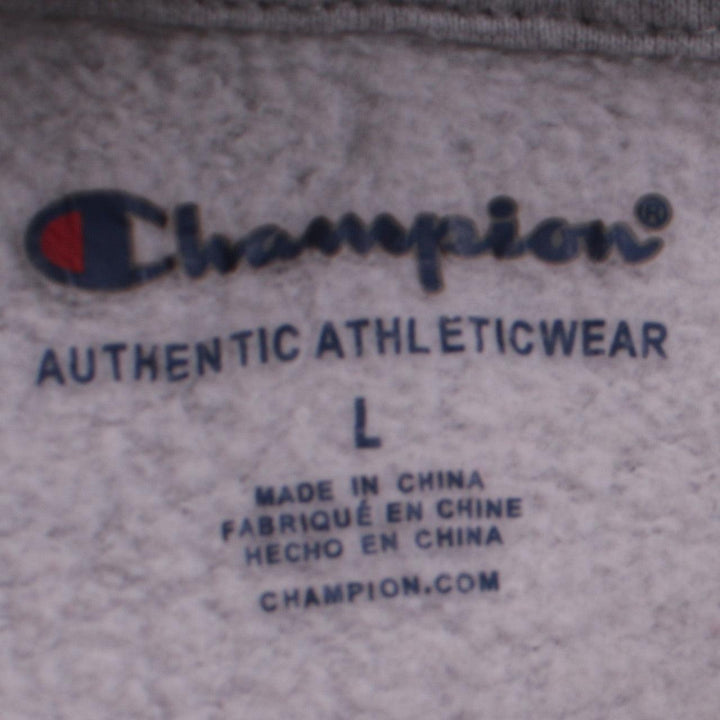 Champion®
AUTHENTIC ATHLETICWEAR
L
MADE IN CHINA
FABRIQUÉ EN CHINE
HECHO EN CHINA
CHAMPION.COM